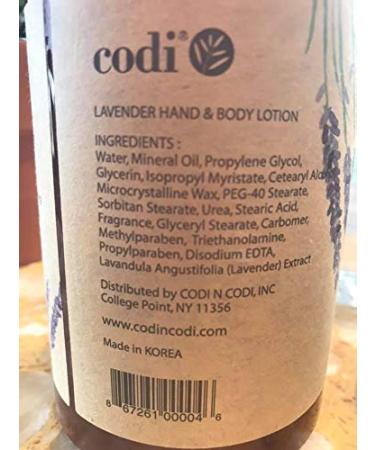 codi®
LAVENDER HAND & BODY LOTION
INGREDIENTS :
Water, Mineral Oil, Propylene Glycol,
Glycerin, Isopropyl Myristate, Cetearyl Alco
Microcrystalline Wax, PEG-40 Stearate,
Sorbitan Stearate, Urea, Stearic Acid,
Fragrance, Glyceryl Stearate, Carbomer,
Methylparaben, Triethanolamine,
Propylparaben, Disodium EDTA,
Lavandula Angustifolia (Lavender) Extract
Distributed by CODI N CODI, INC
College Point, NY 11356
www.codincodi.com
Made in KOREA
8 67261 00004 6